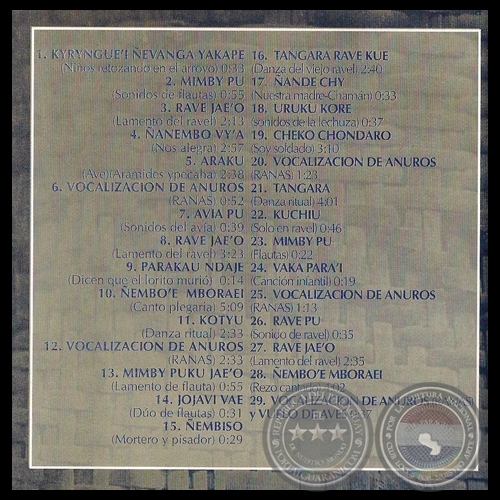 1. KYRYNGUE'I ÑEVANGA YAKAPE
(Niños retozando en el arroyo) 0:33
2. MIMBY PU
(Sonidos de flautas) 0:55
3. RAVE JAE'O
(Lamento del ravel) 2:13
4. ÑANEMBO VY'A
(Nos alegra) 2:57
5. ARAKU
(Ave)(Aramides ypecaha) 2:38
6. VOCALIZACION DE ANUROS
(RANAS) 0:52
7. AVIA PU
(Sonidos del avía) 0:39
8. RAVE JAE'O
(Lamento del ravel) 3:23
9. PARAKAU NDAJE
(Dicen que el lorito murió) 0:14
10. ÑEMBO'E MBORAEI
(Canto plegaria) 5:09
11. KOTYU
(Danza ritual) 2:33
12. VOCALIZACION DE ANUROS
(RANAS) 2:33
13. MIMBY PUKU JAE'O
(Lamento de flauta) 0:55
14. JOJAVI VAE
(Dúo de flautas) 0:31
15. ÑEMBISO
(Mortero y pisador) 0:29
16. TANGARA RAVE KUE
(Danza del viejo ravel) 2:40
17. ÑANDE CHY
(Nuestra madre-Chamán) 0:33
18. URUKU KORE
(sonidos de la lechuza) 0:37
19. CHEKO CHONDARO
(Soy soldado) 3:10
20. VOCALIZACION DE ANUROS
(RANAS) 1:23
21. TANGARA
(Danza ritual) 4:01
22. KUCHIU
(Solo en ravel) 0:46
23. MIMBY PU
(Flautas) 0:22
24. VAKA PARA'I
(Canción infantil) 0:19
25. VOCALIZACION DE ANUROS
(RANAS) 1:13
26. RAVE PU
(Sonido de ravel) 0:35
27. RAVE JAE'O
(Lamento del ravel) 2:35
28. ÑEMBO'E MBORAEI
(Rezo cantado) :02
29. VOCALIZACION DE ANUROS
y VUELO DE AVES